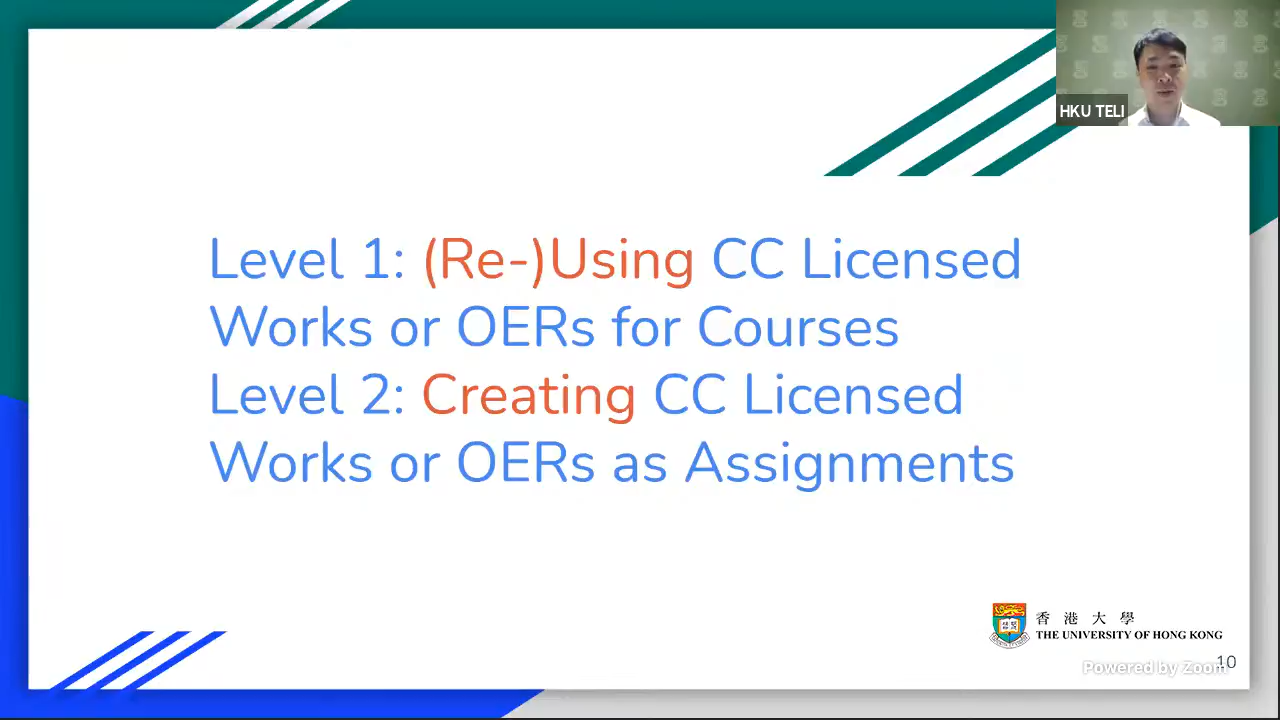 HKU TELI
Level 1: (Re-)Using CC Licensed
Works or OERs for Courses
Level 2: Creating CC Licensed
Works or OERs as Assignments
香港大學
THE UNIVERSITY OF HONG KONG
10
Powered by Zoom